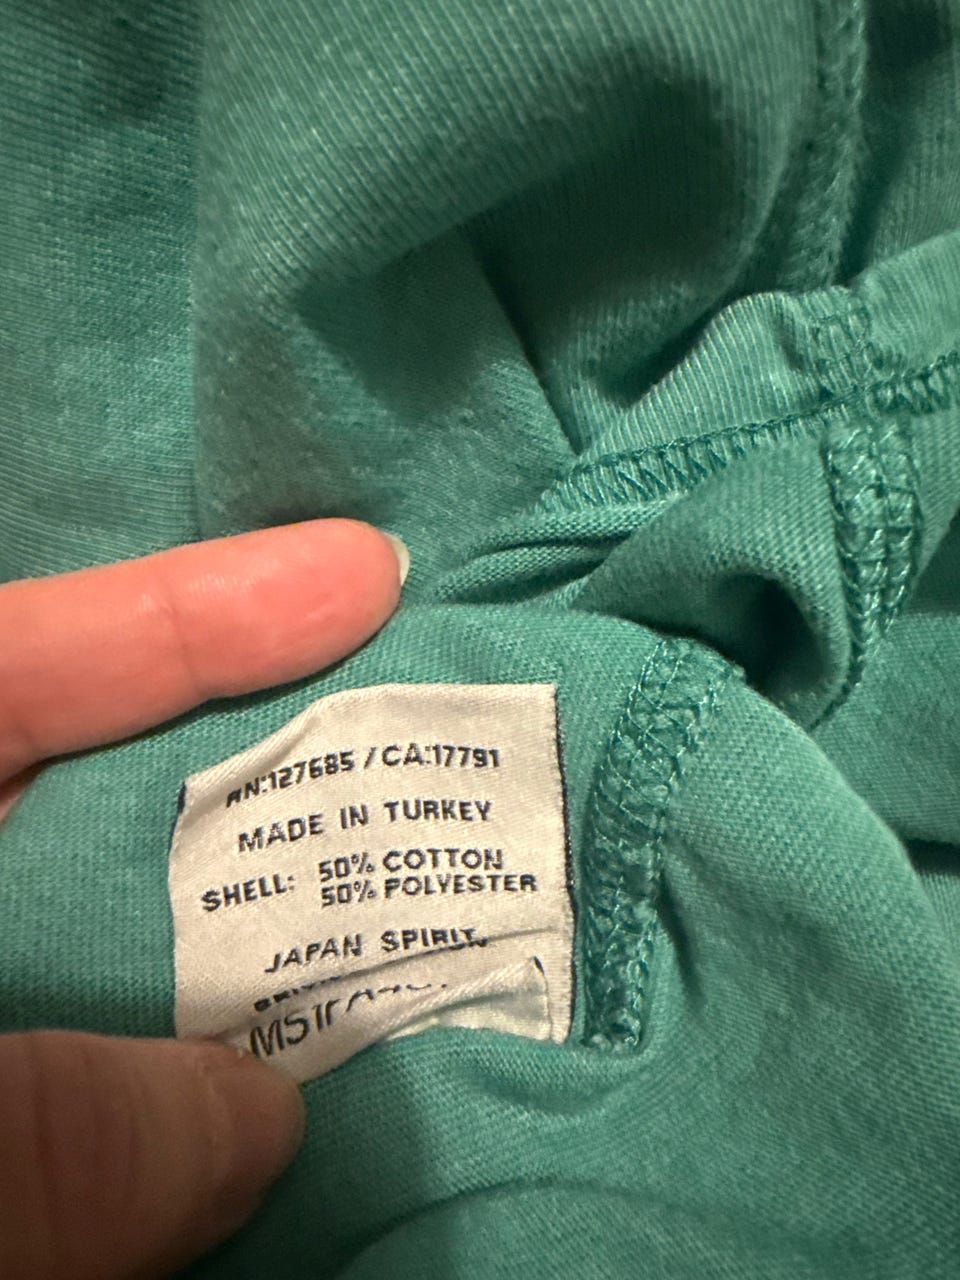 RN:127685 / CA:17791
MADE IN TURKEY
SHELL: 50% COTTON
50% POLYESTER
JAPAN SPIRIT,